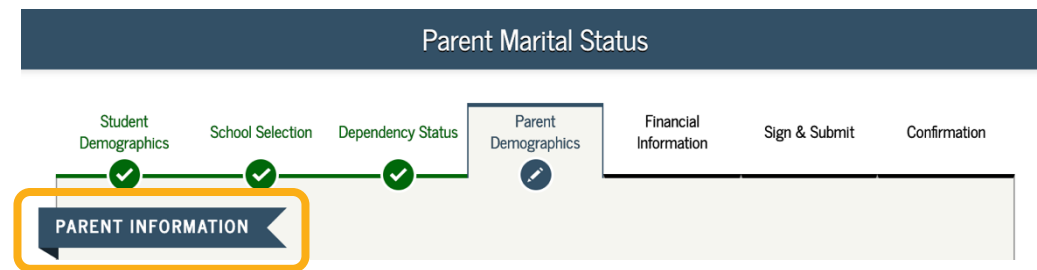 Parent Marital Status
Student
Demographics
School Selection
Dependency Status
Parent
Demographics
Financial
Information
Sign & Submit
Confirmation
PARENT INFORMATION